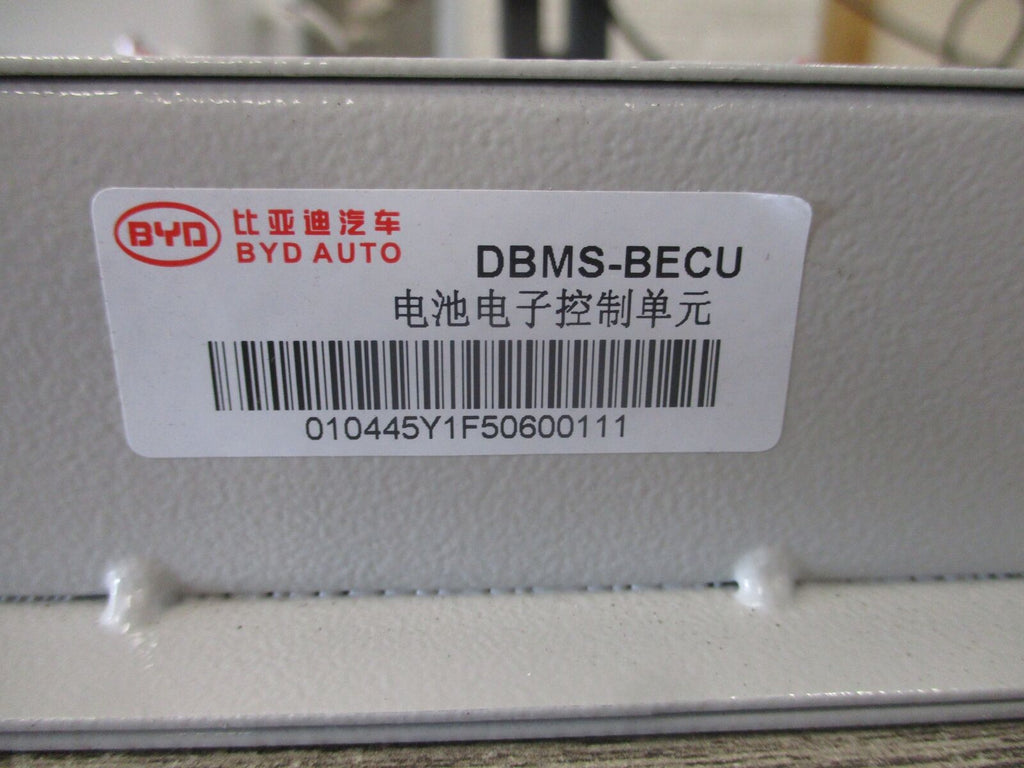 BYD
比亚迪汽车
BYD AUTO
DBMS-BECU
电池电子控制单元
010445Y1F50600111